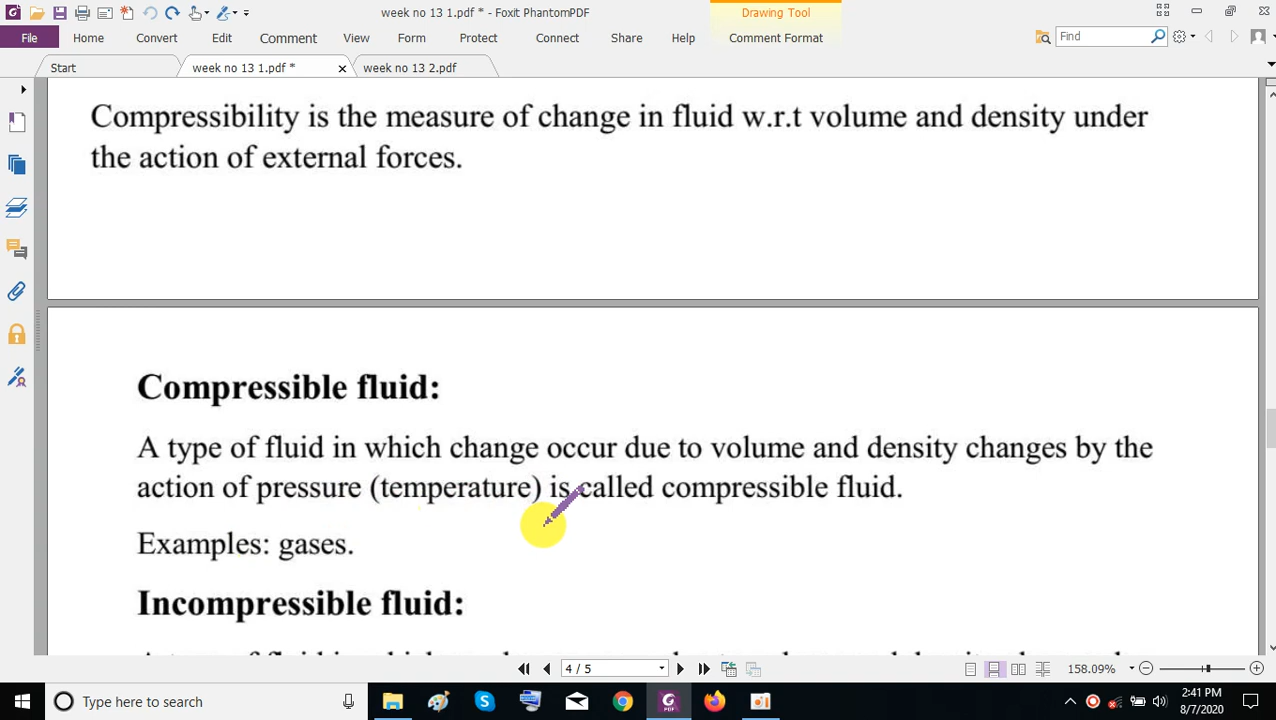 week no 13 1.pdf * - Foxit PhantomPDF
Drawing Tool
File Home Convert Edit Comment View Form Protect Connect Share Help Comment Format Find
Start week no 13 1.pdf * week no 13 2.pdf
Compressibility is the measure of change in fluid w.r.t volume and density under
the action of external forces.
Compressible fluid:
A type of fluid in which change occur due to volume and density changes by the
action of pressure (temperature) is called compressible fluid.
Examples: gases.
Incompressible fluid:
4 / 5 158.09%
Type here to search
2:41 PM
8/7/2020